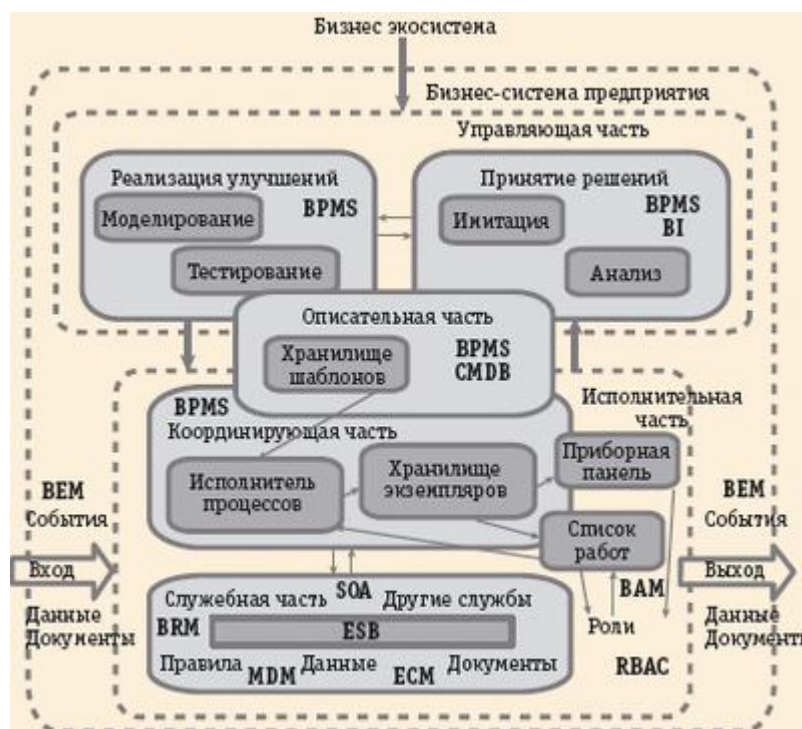 Бизнес экосистема
Бизнес-система предприятия
Управляющая часть
Реализация улучшений
BPMS
Моделирование
Тестирование
Принятие решений
BPMS
BI
Имитация
Анализ
Описательная часть
BPMS
CMDB
Хранилище
шаблонов
Исполнительная
часть
BPMS
Координирующая часть
Исполнитель
процессов
Хранилище
экземпляров
Приборная
панель
Список
работ
BEM
События
Вход
Данные
Документы
BEM
События
Выход
Данные
Документы
BAM
Роли
RBAC
SOA
Служебная часть
Другие службы
BRM
ESB
Правила
MDM
Данные
ECM
Документы